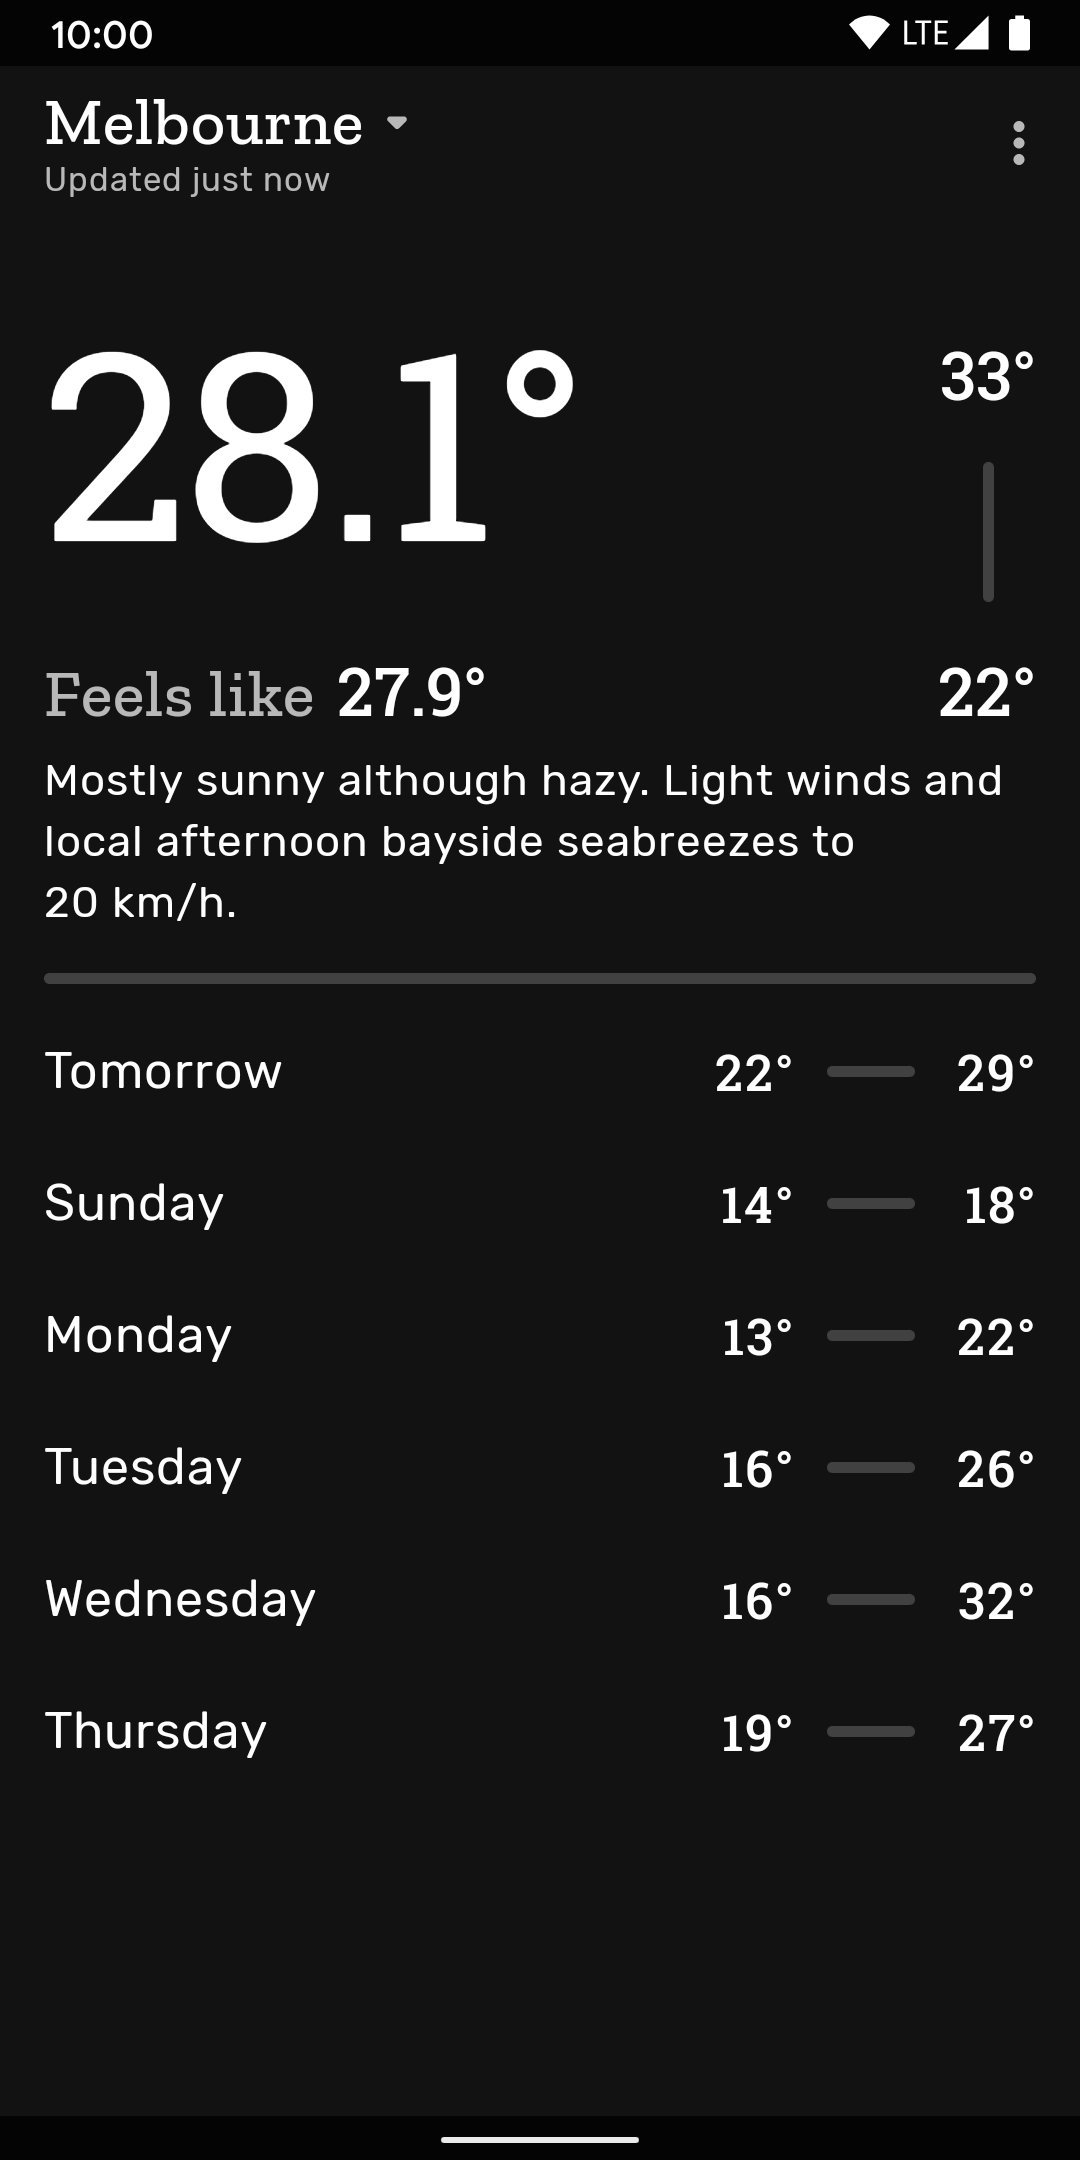 10:00 LTE
Melbourne
Updated just now
28.1° 33°
Feels like 27.9° 22°
Mostly sunny although hazy. Light winds and
local afternoon bayside seabreezes to
20 km/h.
Tomorrow 22° 29°
Sunday 14° 18°
Monday 13° 22°
Tuesday 16° 26°
Wednesday 16° 32°
Thursday 19° 27°